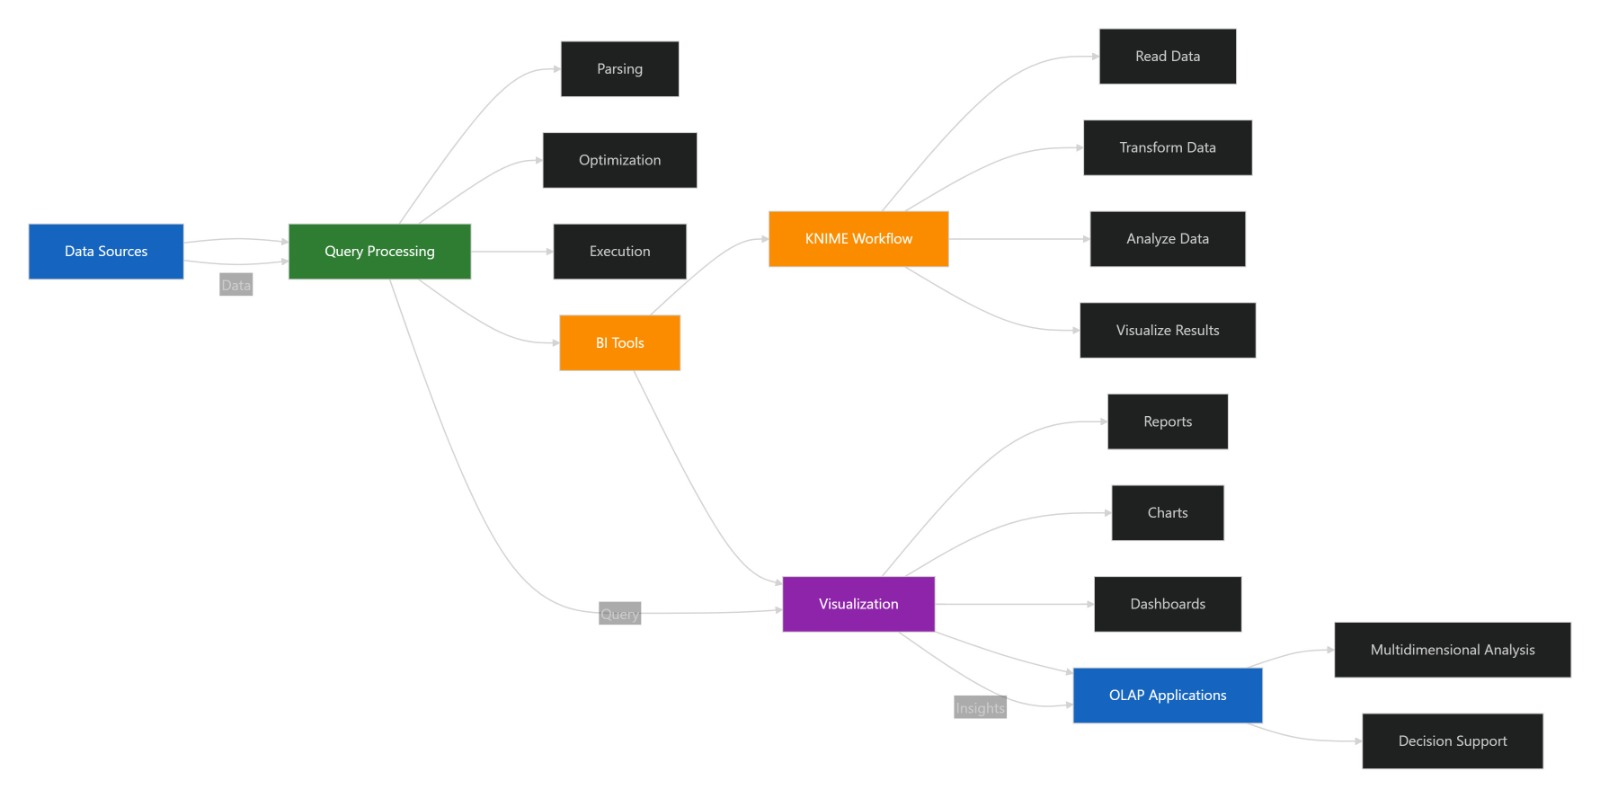 Data Sources
Data
Query Processing
Parsing
Optimization
Execution
BI Tools
Query
KNIME Workflow
Visualization
Insights
Read Data
Transform Data
Analyze Data
Visualize Results
Reports
Charts
Dashboards
OLAP Applications
Multidimensional Analysis
Decision Support